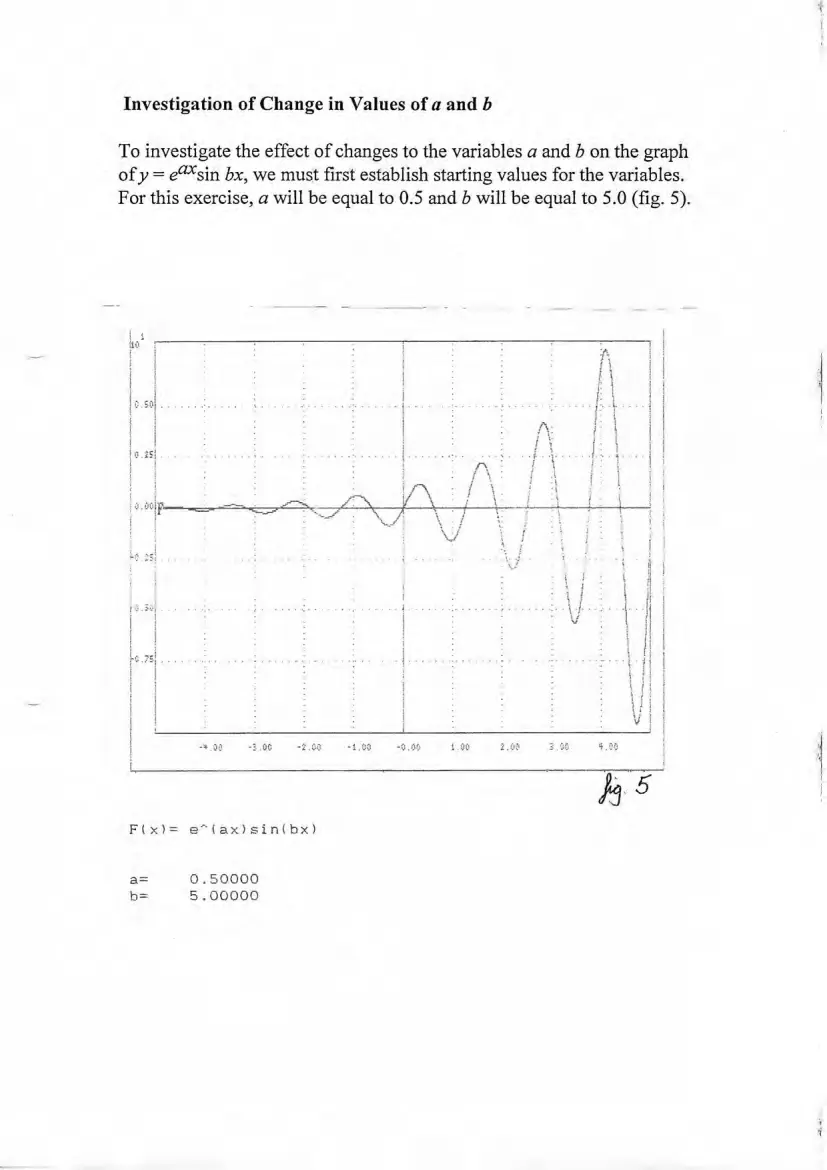 Investigation of Change in Values of a and b
To investigate the effect of changes to the variables a and b on the graph
of y = e^ax sin bx, we must first establish starting values for the variables.
For this exercise, a will be equal to 0.5 and b will be equal to 5.0 (fig. 5).
10 1
0.50
0.25
0.00
-0.25
-0.50
-0.75
-4.00 -3.00 -2.00 -1.00 -0.00 1.00 2.00 3.00 4.00
fig. 5
F(x)= e^(ax)sin(bx)
a= 0.50000
b= 5.00000